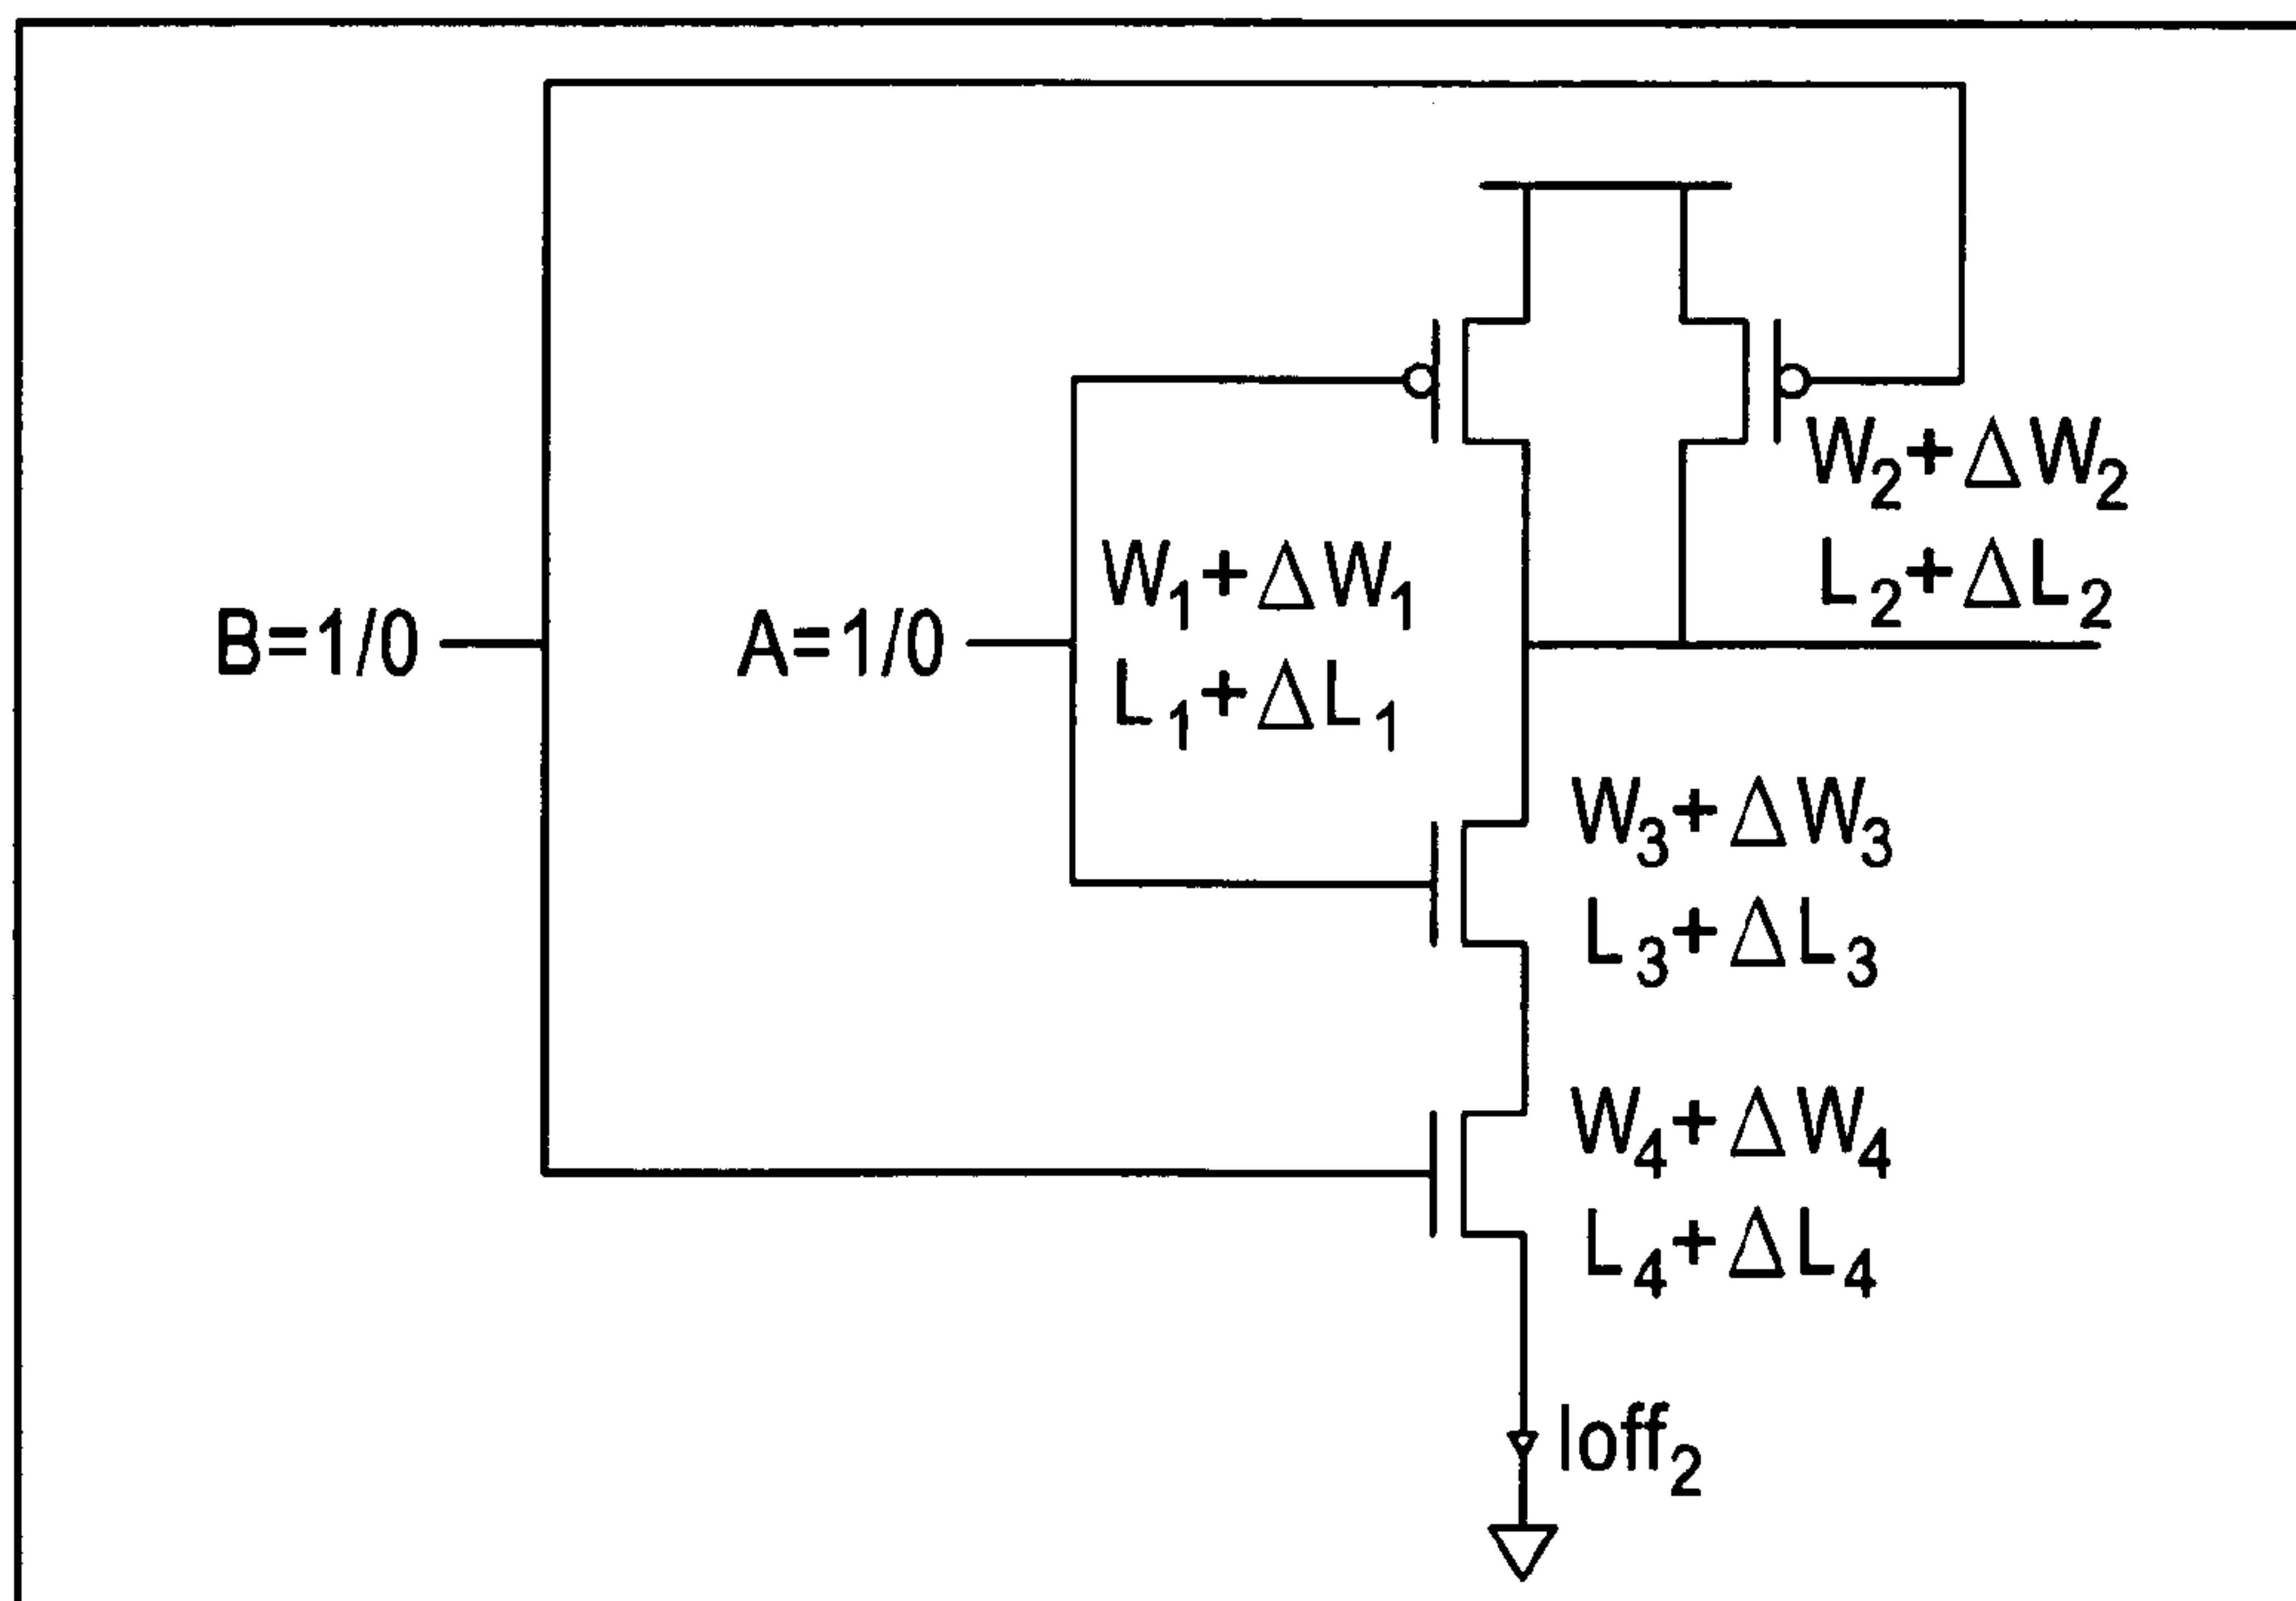 W₂+ΔW₂
L₂+ΔL₂
B=1/0
A=1/0
W₁+ΔW₁
L₁+ΔL₁
W₃+ΔW₃
L₃+ΔL₃
W₄+ΔW₄
L₄+ΔL₄
Ioff₂